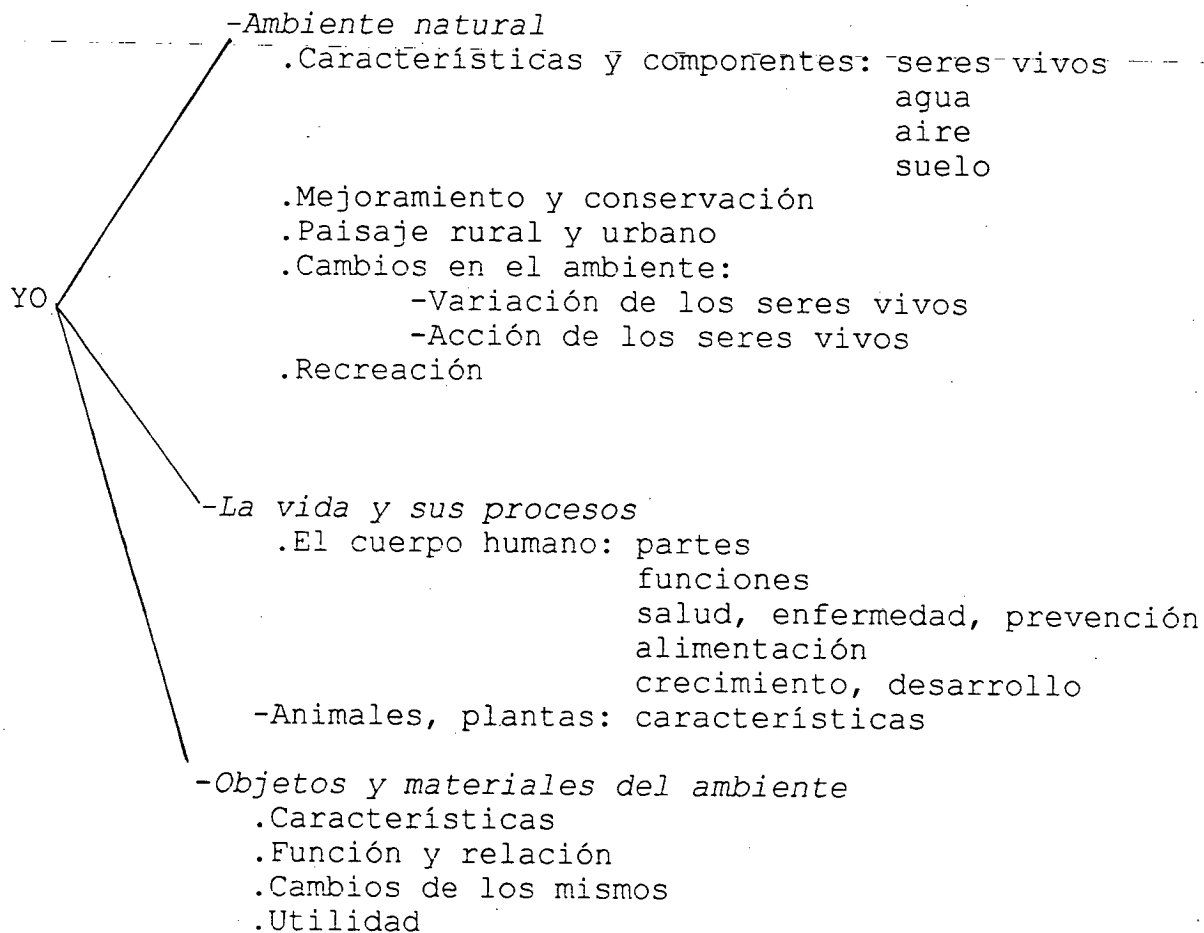 -Ambiente natural
.Características y componentes: seres vivos
agua
aire
suelo
.Mejoramiento y conservación
.Paisaje rural y urbano
.Cambios en el ambiente:
-Variación de los seres vivos
-Acción de los seres vivos
.Recreación
YO
-La vida y sus procesos
.El cuerpo humano: partes
funciones
salud, enfermedad, prevención
alimentación
crecimiento, desarrollo
-Animales, plantas: características
-Objetos y materiales del ambiente
.Características
.Función y relación
.Cambios de los mismos
.Utilidad